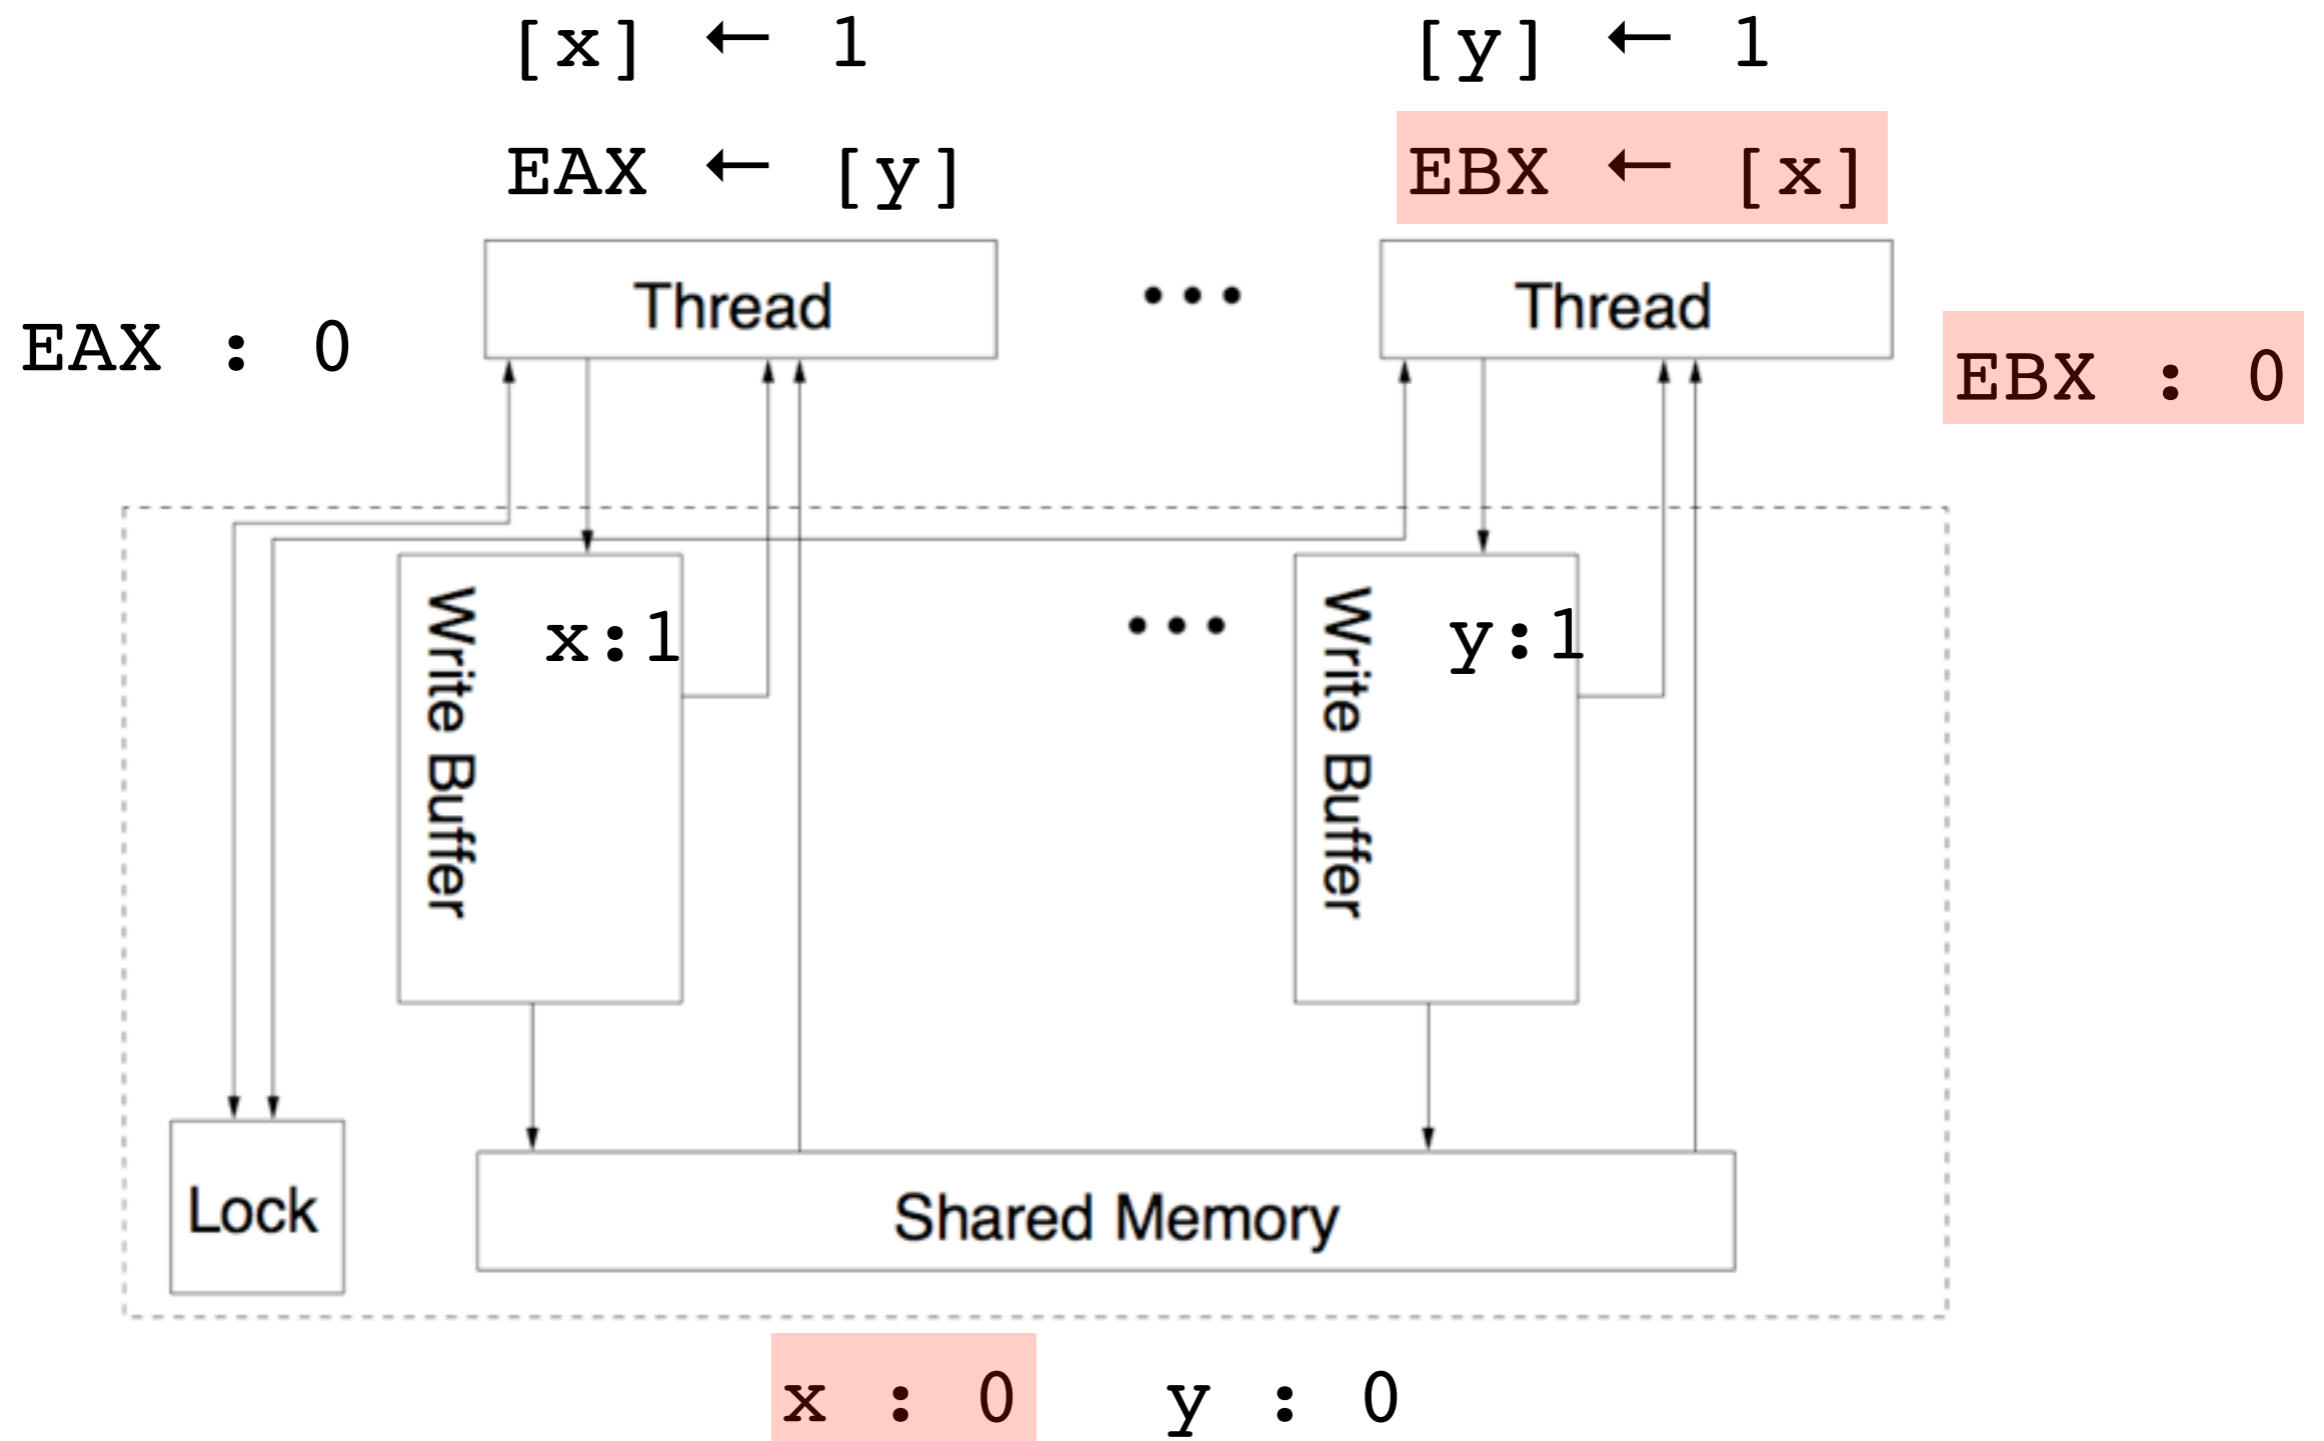 [x] ← 1
[y] ← 1
EAX ← [y]
EBX ← [x]
Thread
...
Thread
EAX : 0
EBX : 0
Write Buffer
x:1
...
Write Buffer
y:1
Lock
Shared Memory
x : 0
y : 0